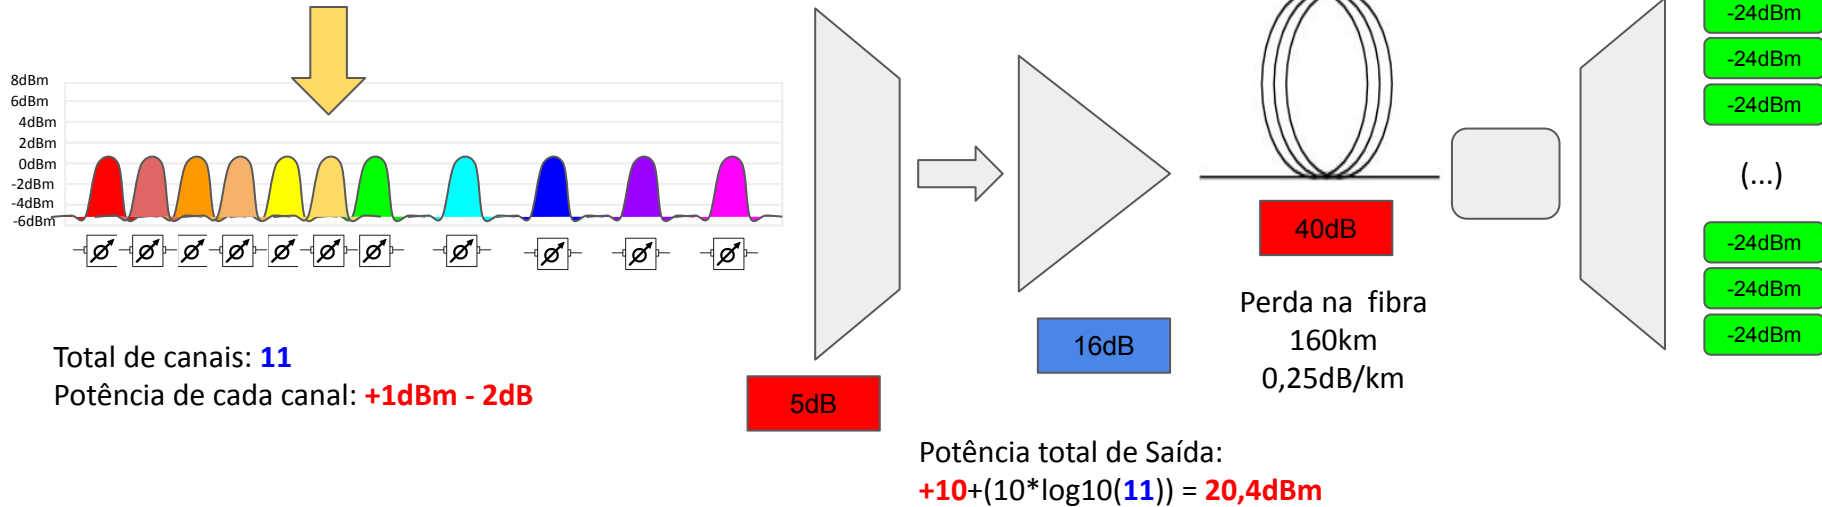 8dBm
6dBm
4dBm
2dBm
0dBm
-2dBm
-4dBm
-6dBm
Total de canais: 11
Potência de cada canal: +1dBm - 2dB
5dB
16dB
Potência total de Saída:
+10+(10*log10(11)) = 20,4dBm
40dB
Perda na fibra
160km
0,25dB/km
-24dBm
-24dBm
-24dBm
(...)
-24dBm
-24dBm
-24dBm